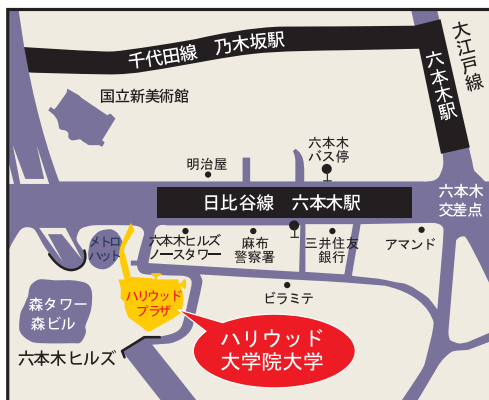 千代田線 乃木坂駅
大江戸線
六本木駅
国立新美術館
六本木
バス停
明治屋
日比谷線 六本木駅
六本木
交差点
メトロ
ハット
六本木ヒルズ
ノースタワー
麻布
警察署
三井住友
銀行
アマンド
ハリウッド
プラザ
ピラミテ
森タワー
森ビル
ハリウッド
大学院大学
六本木ヒルズ